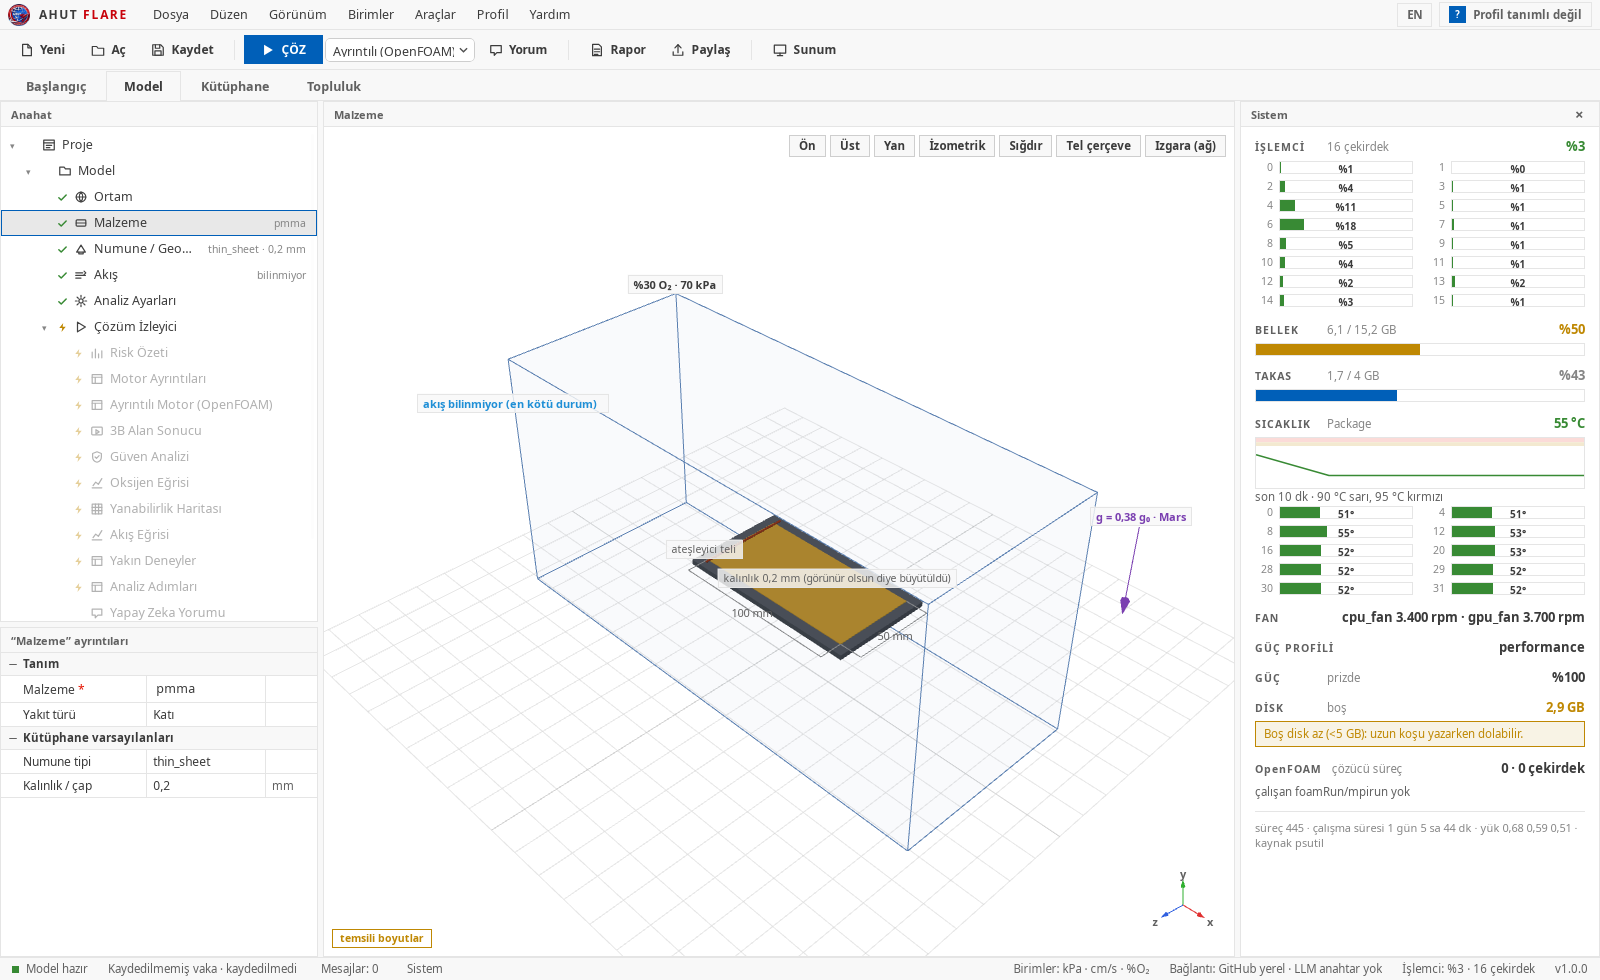 AHUT FLARE
Dosya Düzen Görünüm Birimler Araçlar Profil Yardım
EN ? Profil tanımlı değil
Yeni Aç Kaydet ÇÖZ Ayrıntılı (OpenFOAM) Yorum Rapor Paylaş Sunum
Başlangıç Model Kütüphane Topluluk
Anahat
Proje
Model
Ortam
Malzeme pmma
Numune / Geo... thin_sheet · 0,2 mm
Akış bilinmiyor
Analiz Ayarları
Çözüm İzleyici
Risk Özeti
Motor Ayrıntıları
Ayrıntılı Motor (OpenFOAM)
3B Alan Sonucu
Güven Analizi
Oksijen Eğrisi
Yanabilirlik Haritası
Akış Eğrisi
Yakın Deneyler
Analiz Adımları
Yapay Zeka Yorumu
“Malzeme” ayrıntıları
Tanım
Malzeme * pmma
Yakıt türü Katı
Kütüphane varsayılanları
Numune tipi thin_sheet
Kalınlık / çap 0,2 mm
Malzeme
Ön Üst Yan İzometrik Sığdır Tel çerçeve Izgara (ağ)
%30 O₂ · 70 kPa
akış bilinmiyor (en kötü durum)
g = 0,38 g₀ · Mars
ateşleyici teli
kalınlık 0,2 mm (görünür olsun diye büyütüldü)
100 mm
50 mm
y
z x
temsili boyutlar
Sistem ×
İŞLEMCİ 16 çekirdek %3
0 %1 1 %0
2 %4 3 %1
4 %11 5 %1
6 %18 7 %1
8 %5 9 %1
10 %4 11 %1
12 %2 13 %2
14 %3 15 %1
BELLEK 6,1 / 15,2 GB %50
TAKAS 1,7 / 4 GB %43
SICAKLIK Package 55 °C
son 10 dk · 90 °C sarı, 95 °C kırmızı
0 51° 4 51°
8 55° 12 53°
16 52° 20 53°
28 52° 29 52°
30 52° 31 52°
FAN cpu_fan 3.400 rpm · gpu_fan 3.700 rpm
GÜÇ PROFİLİ performance
GÜÇ prizde %100
DİSK boş 2,9 GB
Boş disk az (<5 GB): uzun koşu yazarken dolabilir.
OpenFOAM çözücü süreç 0 · 0 çekirdek
çalışan foamRun/mpirun yok
süreç 445 · çalışma süresi 1 gün 5 sa 44 dk · yük 0,68 0,59 0,51 ·
kaynak psutil
Model hazır Kaydedilmemiş vaka · kaydedilmedi Mesajlar: 0 Sistem
Birimler: kPa · cm/s · %O₂ Bağlantı: GitHub yerel · LLM anahtar yok İşlemci: %3 · 16 çekirdek v1.0.0